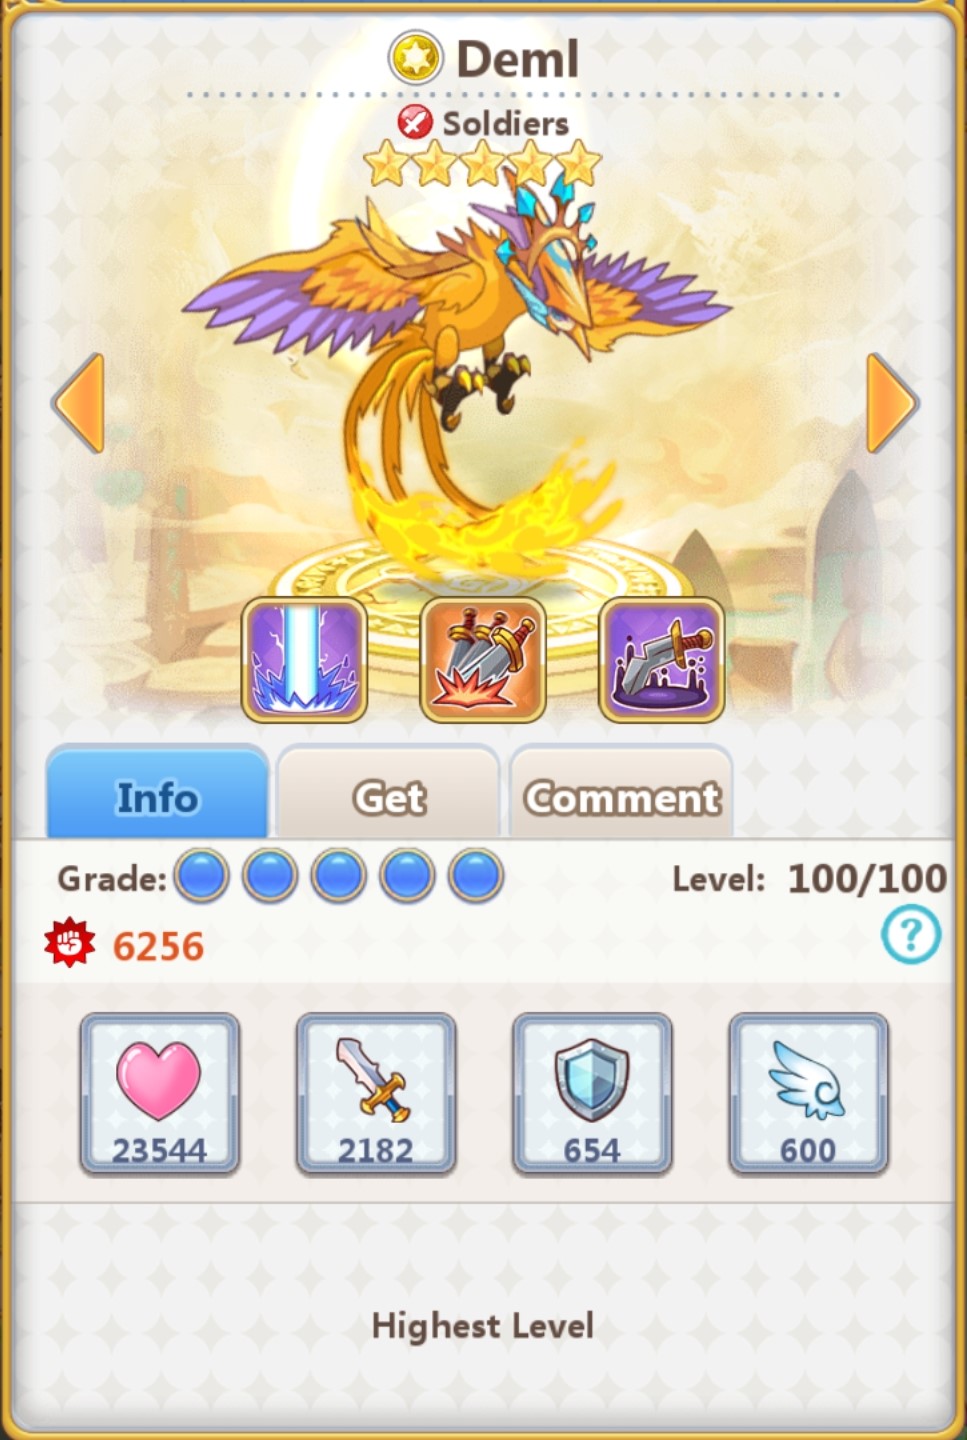 Deml
Soldiers
Info Get Comment
Grade: Level: 100/100
6256 ?
23544 2182 654 600
Highest Level